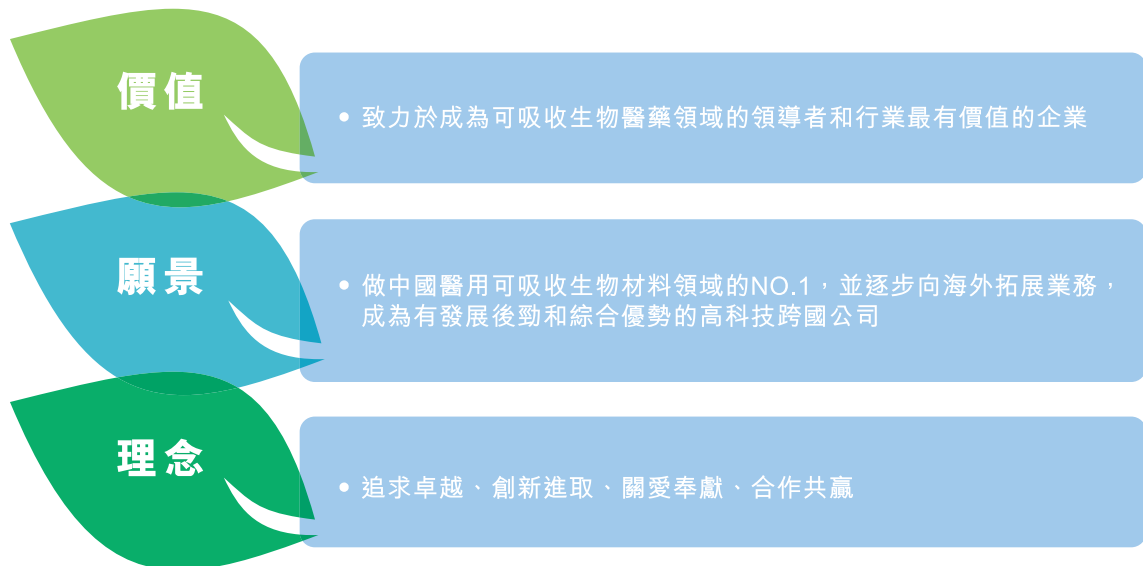 價值
• 致力於成為可吸收生物醫藥領域的領導者和行業最有價值的企業
願景
• 做中國醫用可吸收生物材料領域的NO.1，並逐步向海外拓展業務，
成為有發展後勁和綜合優勢的高科技跨國公司
理念
• 追求卓越、創新進取、關愛奉獻、合作共贏